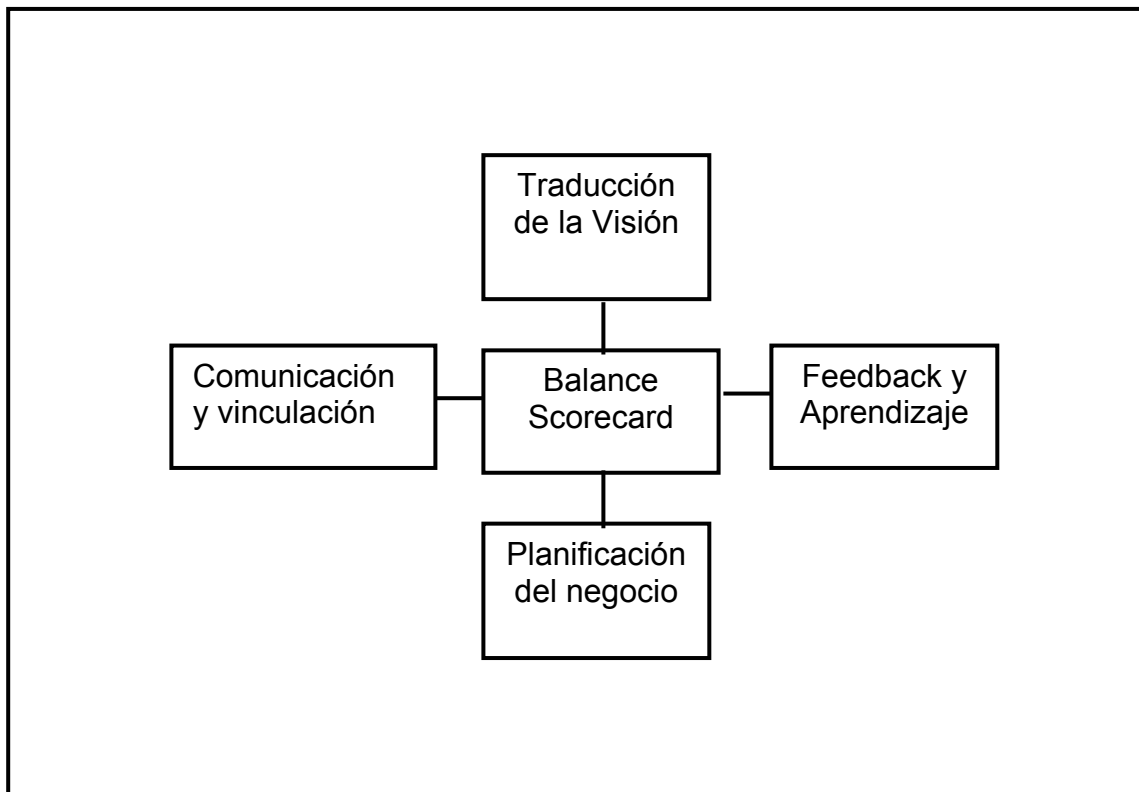 Traducción
de la Visión
Comunicación
y vinculación
Balance
Scorecard
Feedback y
Aprendizaje
Planificación
del negocio